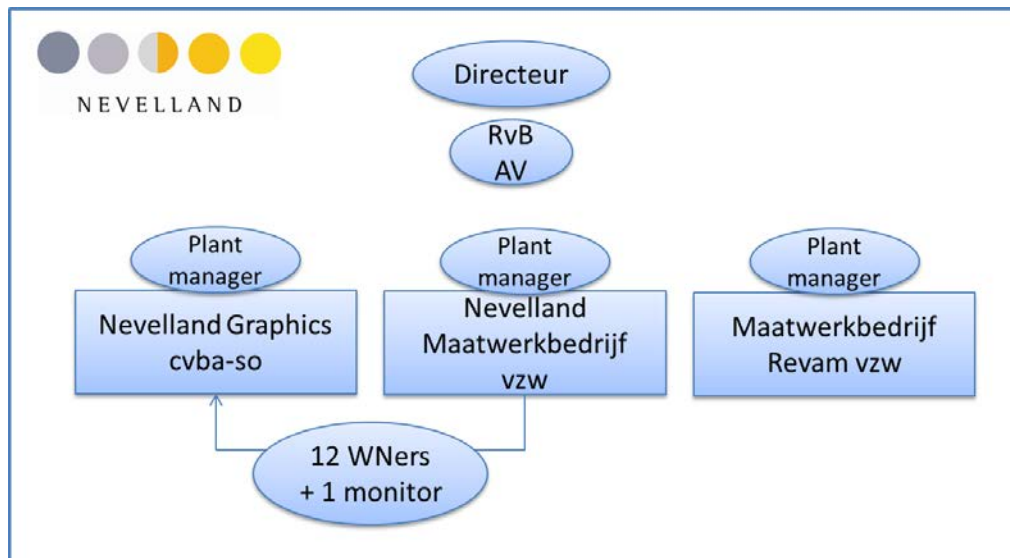 NEVELLAND
Directeur
RvB
AV
Plant
manager
Nevelland Graphics
cvba-so
Plant
manager
Nevelland
Maatwerkbedrijf
vzw
Plant
manager
Maatwerkbedrijf
Revam vzw
12 WNers
+ 1 monitor